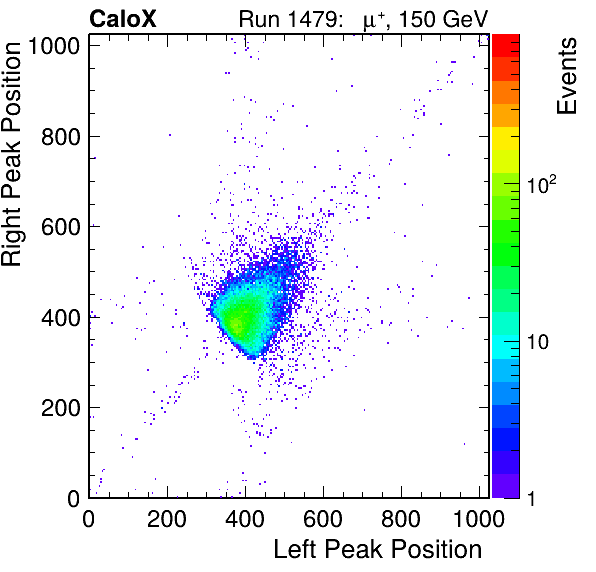 CaloX Run 1479: μ⁺, 150 GeV
Right Peak Position
1000
800
600
400
200
0
0 200 400 600 800 1000
Left Peak Position
Events
10²
10
1